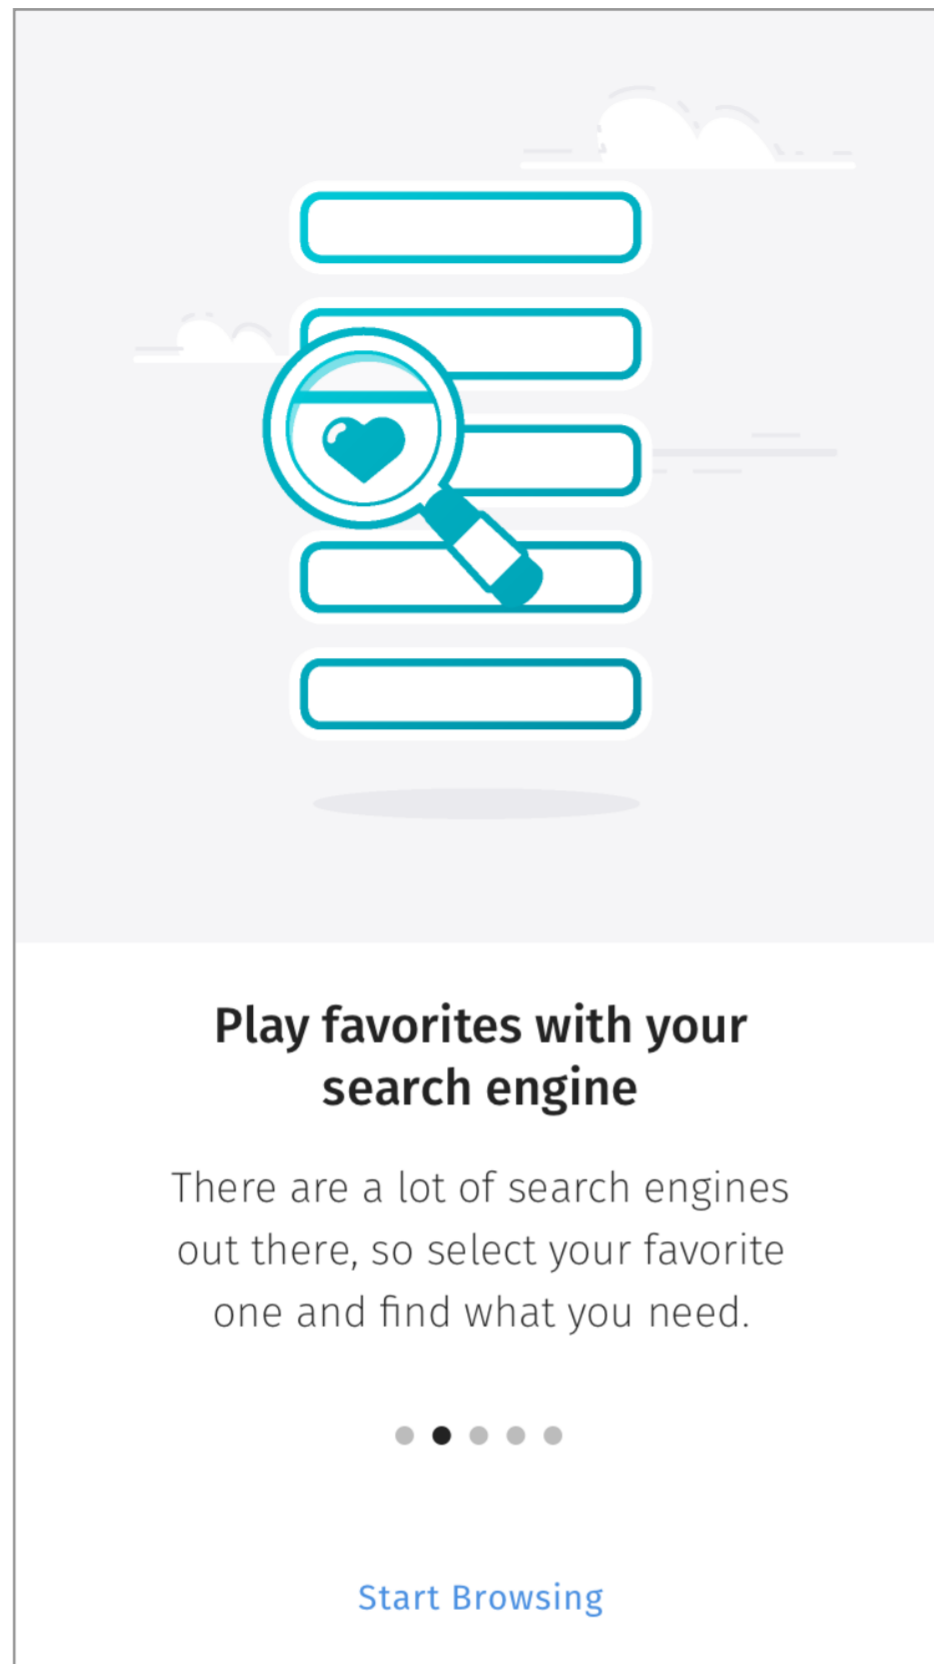 Play favorites with your
search engine
There are a lot of search engines
out there, so select your favorite
one and find what you need.
Start Browsing